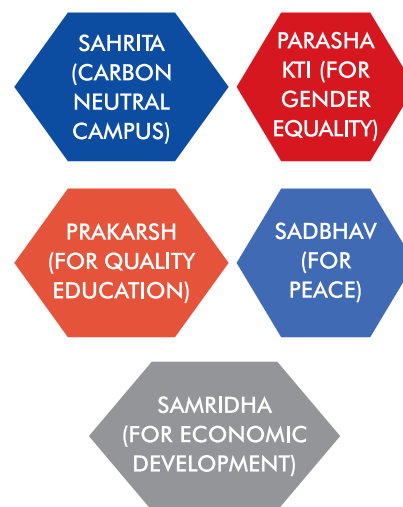 SAHRITA
(CARBON
NEUTRAL
CAMPUS)
PARASHA
KTI (FOR
GENDER
EQUALITY)
PRAKARSH
(FOR QUALITY
EDUCATION)
SADBHAV
(FOR
PEACE)
SAMRIDHA
(FOR ECONOMIC
DEVELOPMENT)